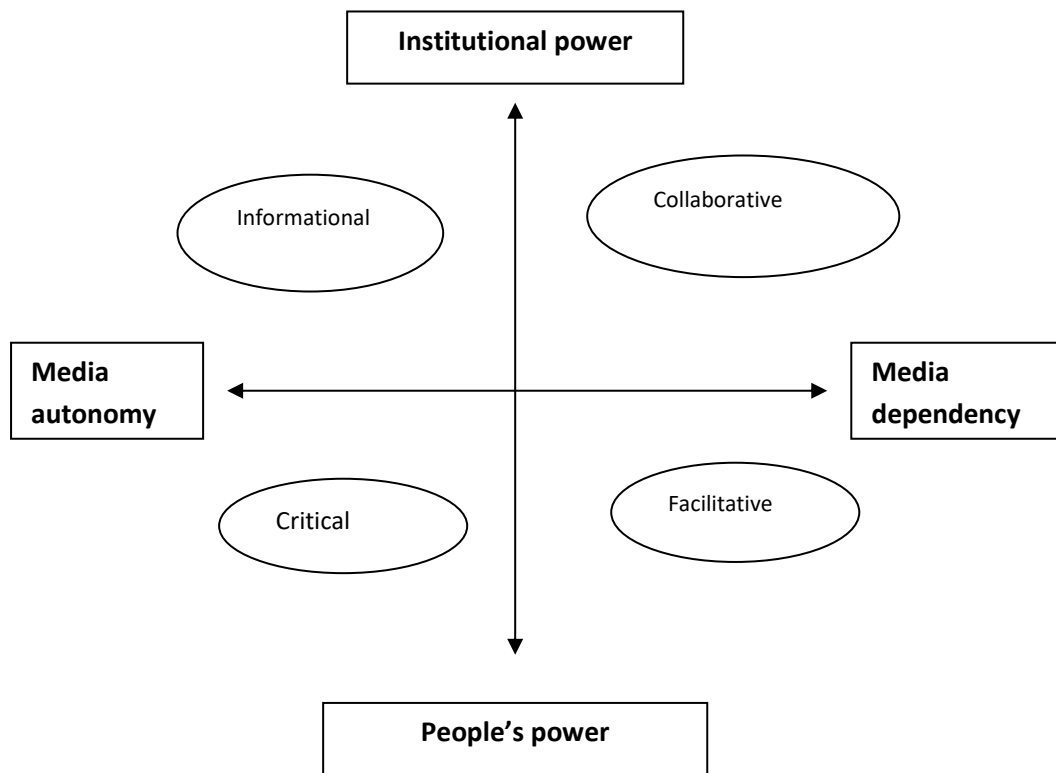 Institutional power
Informational
Collaborative
Media
autonomy
Media
dependency
Critical
Facilitative
People’s power